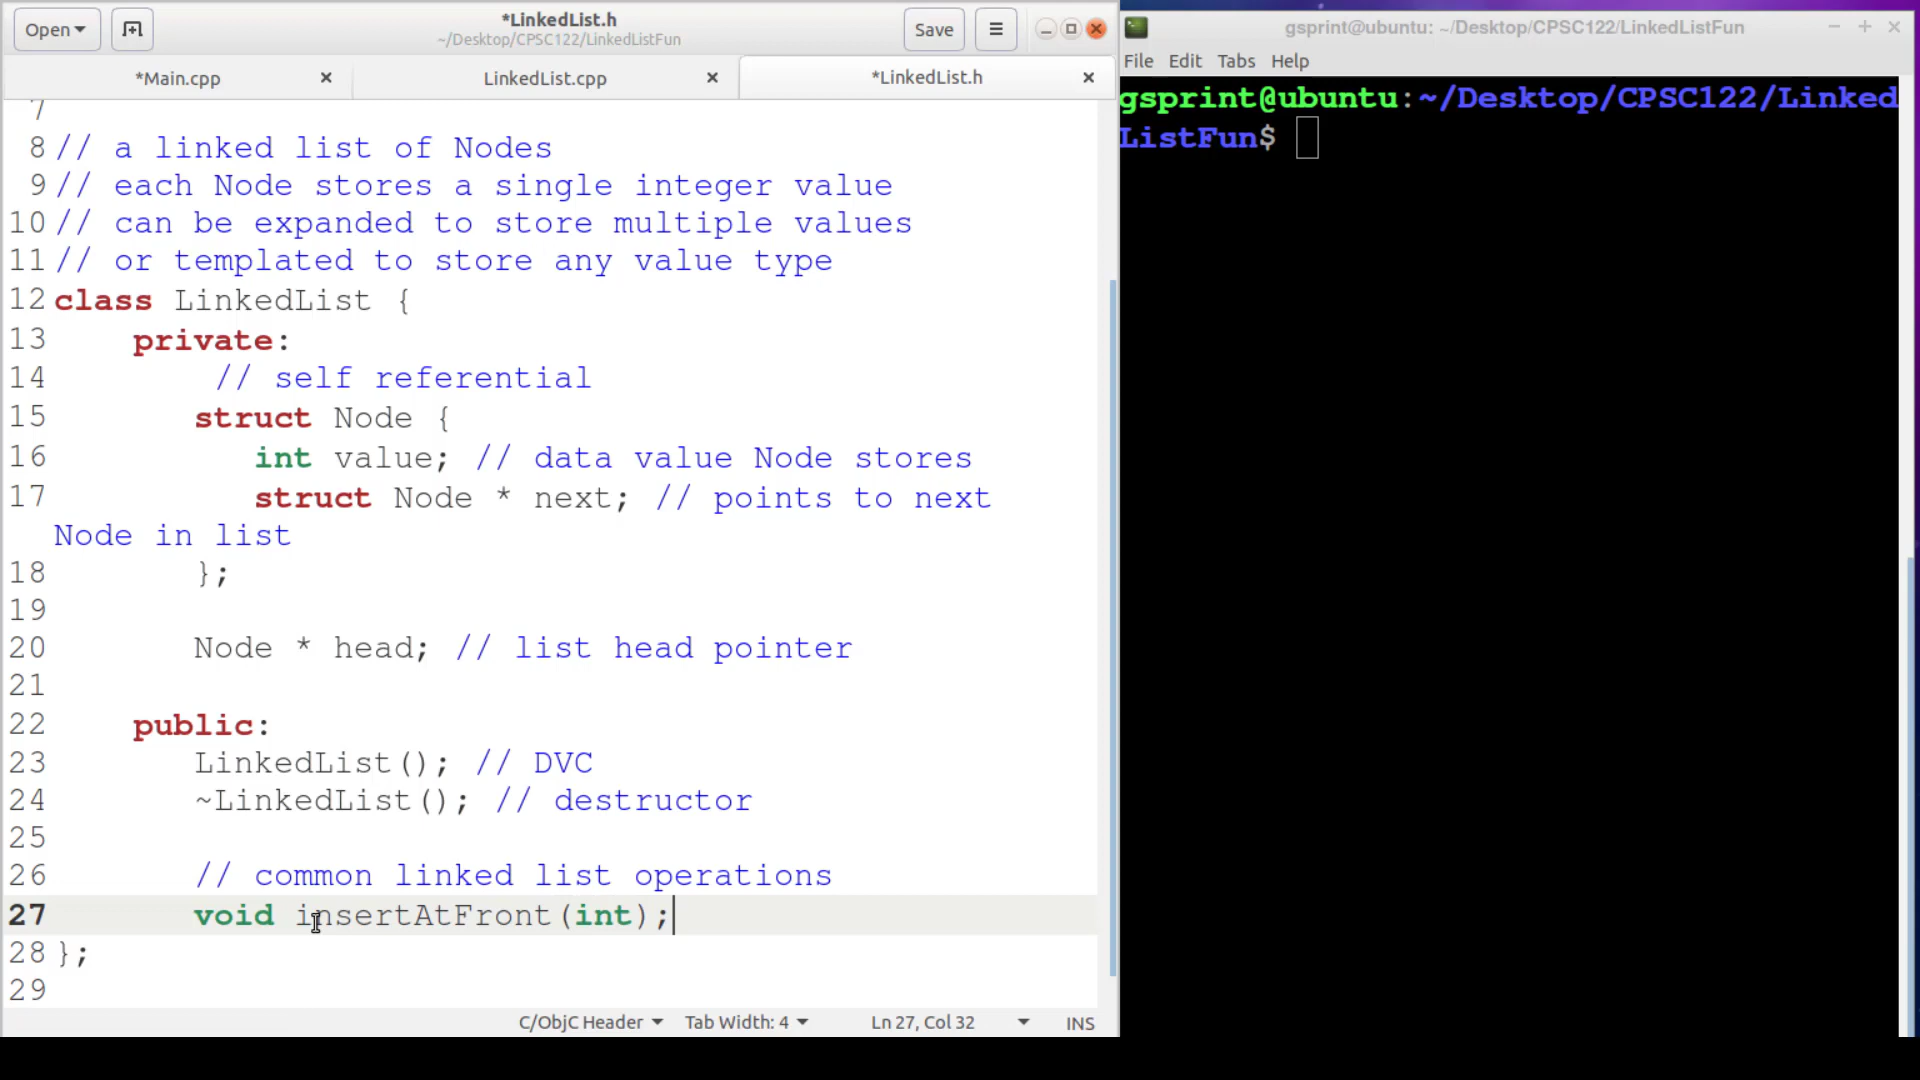 Open
*LinkedList.h
~/Desktop/CPSC122/LinkedListFun
Save
*Main.cpp
LinkedList.cpp
*LinkedList.h
7
8 // a linked list of Nodes
9 // each Node stores a single integer value
10 // can be expanded to store multiple values
11 // or templated to store any value type
12 class LinkedList {
13 private:
14 // self referential
15 struct Node {
16 int value; // data value Node stores
17 struct Node * next; // points to next
Node in list
18 };
19
20 Node * head; // list head pointer
21
22 public:
23 LinkedList(); // DVC
24 ~LinkedList(); // destructor
25
26 // common linked list operations
27 void insertAtFront(int);
28 };
29
C/ObjC Header
Tab Width: 4
Ln 27, Col 32
INS
gsprint@ubuntu: ~/Desktop/CPSC122/LinkedListFun
File Edit Tabs Help
gsprint@ubuntu:~/Desktop/CPSC122/Linked
ListFun$